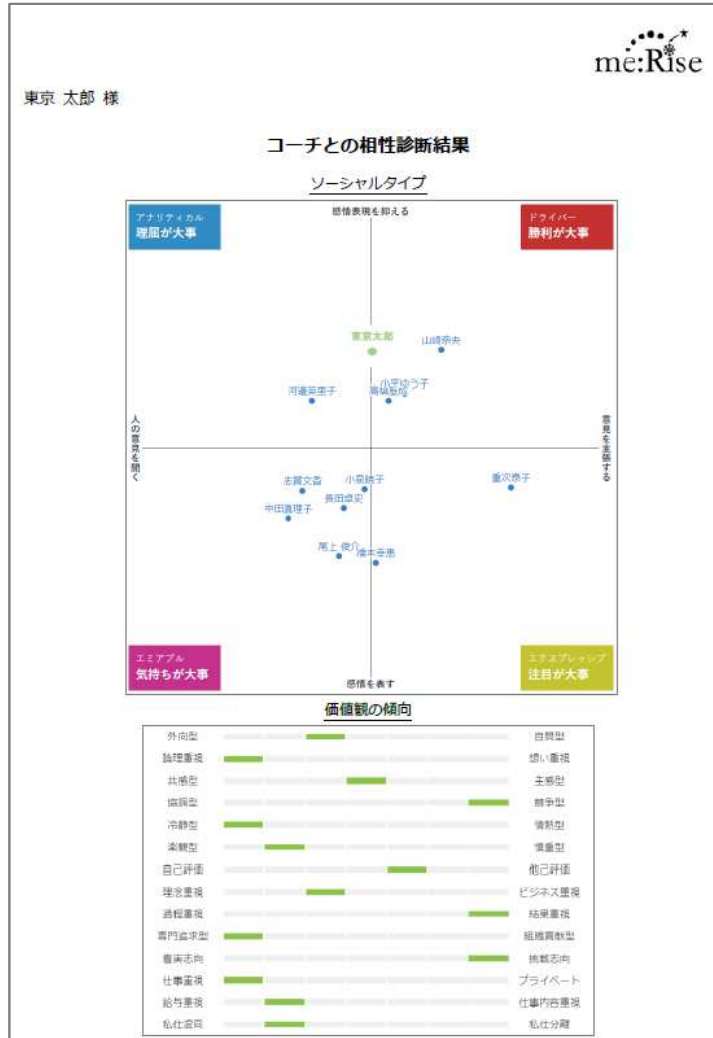 me:Rise
東京 太郎 様
コーチとの相性診断結果
ソーシャルタイプ
アナリティカル
理屈が大事
感情表現を抑える
ドライバー
勝利が大事
東京太郎
山崎奈央
小平ゆう子
河邊英里子
人の意見を聞く
意見を主張する
志賀文香
小泉暁子
重次泰子
長田卓史
中田真理子
尾上 俊介
橋本幸恵
エミアブル
気持ちが大事
感情を表す
エクスプレッシブ
注目が大事
価値観の傾向
外向型 自問型
論理重視 想い重視
共感型 主感型
協調型 競争型
冷静型 情熱型
楽観型 慎重型
自己評価 他己評価
理念重視 ビジネス重視
過程重視 結果重視
専門追求型 組織貢献型
着実志向 挑戦志向
仕事重視 プライベート
給与重視 仕事内容重視
私仕混同 私仕分離